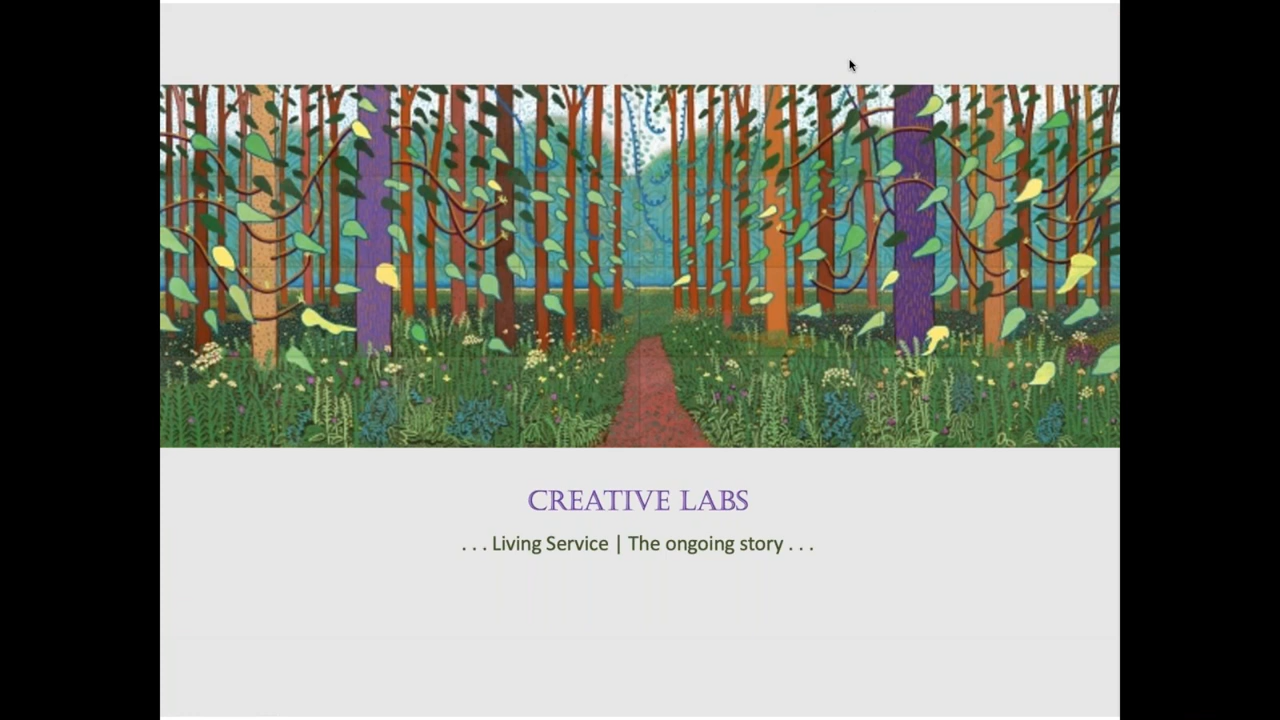 CREATIVE LABS
. . . Living Service | The ongoing story . . .